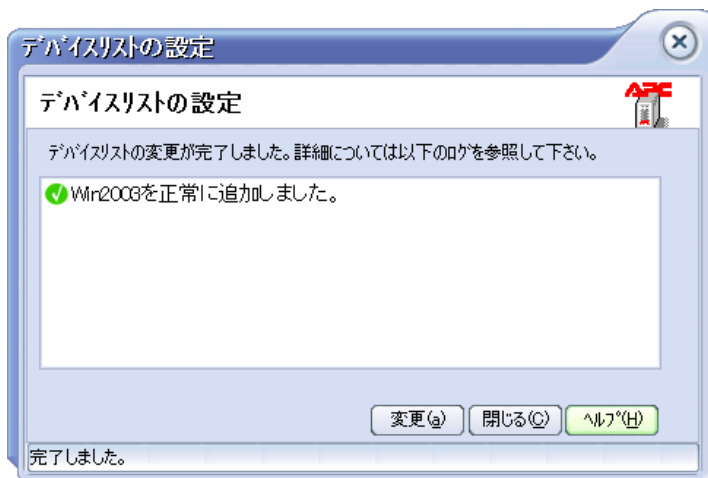 デバイスリストの設定
デバイスリストの設定
APC
デバイスリストの変更が完了しました。詳細については以下のログを参照して下さい。
Win2003を正常に追加しました。
変更(a) 閉じる(C) ヘルプ(H)
完了しました。